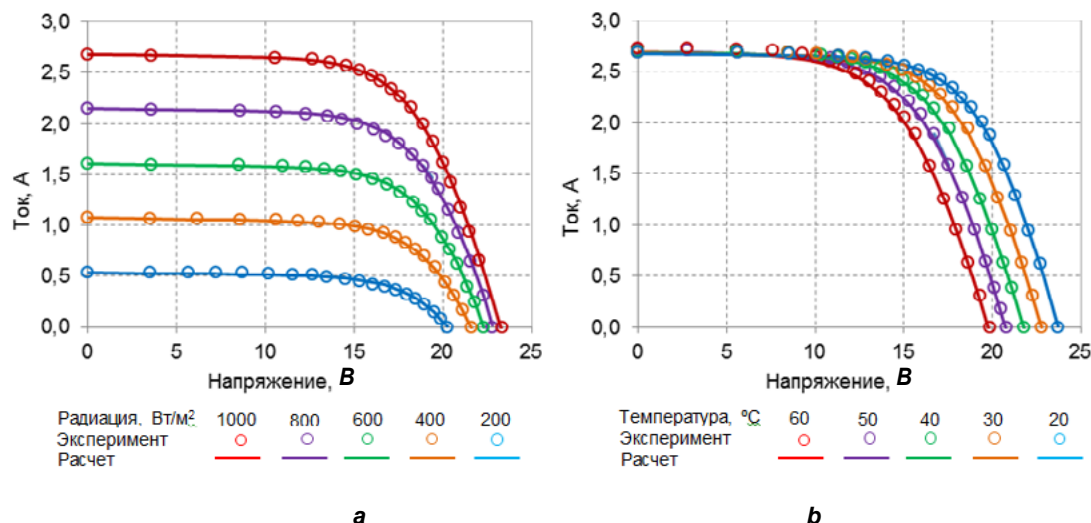 3,0
2,5
2,0
1,5
1,0
0,5
0,0
Ток, А
0 5 10 15 20 25
Напряжение, В
Радиация, Вт/м² 1000 800 600 400 200
Эксперимент
Расчет
a
3,0
2,5
2,0
1,5
1,0
0,5
0,0
Ток, А
0 5 10 15 20 25
Напряжение, В
Температура, ºС 60 50 40 30 20
Эксперимент
Расчет
b